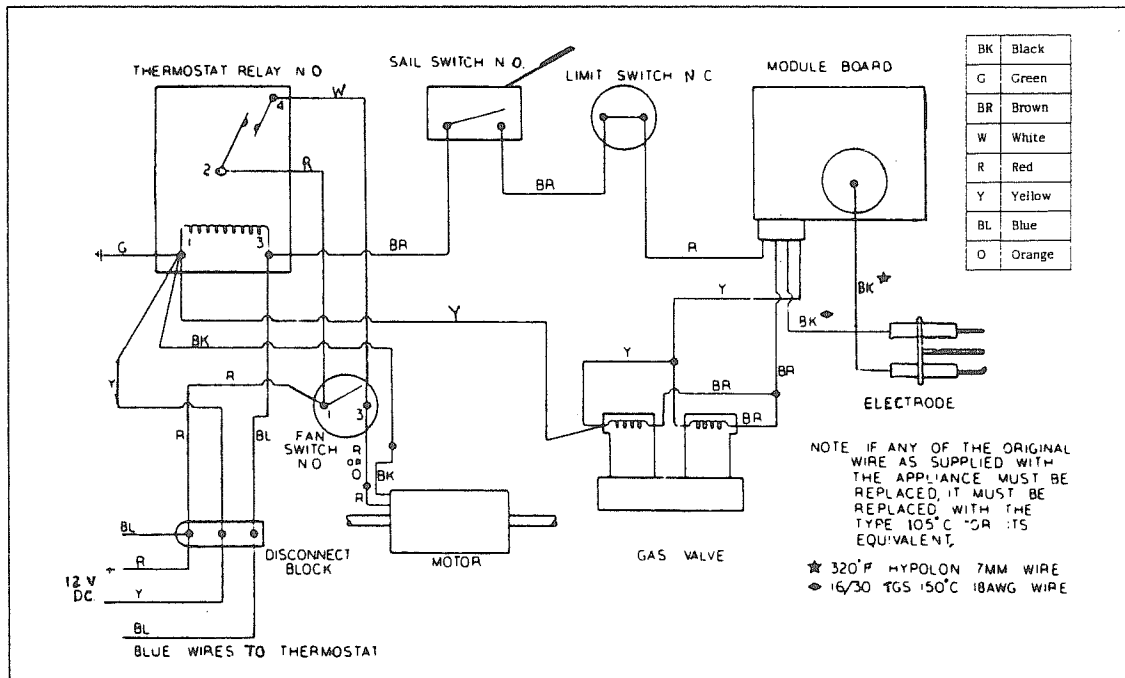 THERMOSTAT RELAY N O
4
2
1
3
W
R
G
BR
SAIL SWITCH N O.
BR
LIMIT SWITCH N C
R
MODULE BOARD
BK Black
G Green
BR Brown
W White
R Red
Y Yellow
BL Blue
O Orange
Y
BK
Y
R
BL
R
1
3
FAN
SWITCH
N O
R
OR
O
R
BK
MOTOR
Y
Y
BR
BR
BR
BK
BK
ELECTRODE
GAS VALVE
BL
R
+
12 V
DC
Y
BL
DISCONNECT
BLOCK
BLUE WIRES TO THERMOSTAT
NOTE IF ANY OF THE ORIGINAL
WIRE AS SUPPLIED WITH
THE APPLIANCE MUST BE
REPLACED, IT MUST BE
REPLACED WITH THE
TYPE 105°C OR ITS
EQUIVALENT.
★ 320°F HYPOLON 7MM WIRE
16/30 TGS 150°C 18AWG WIRE